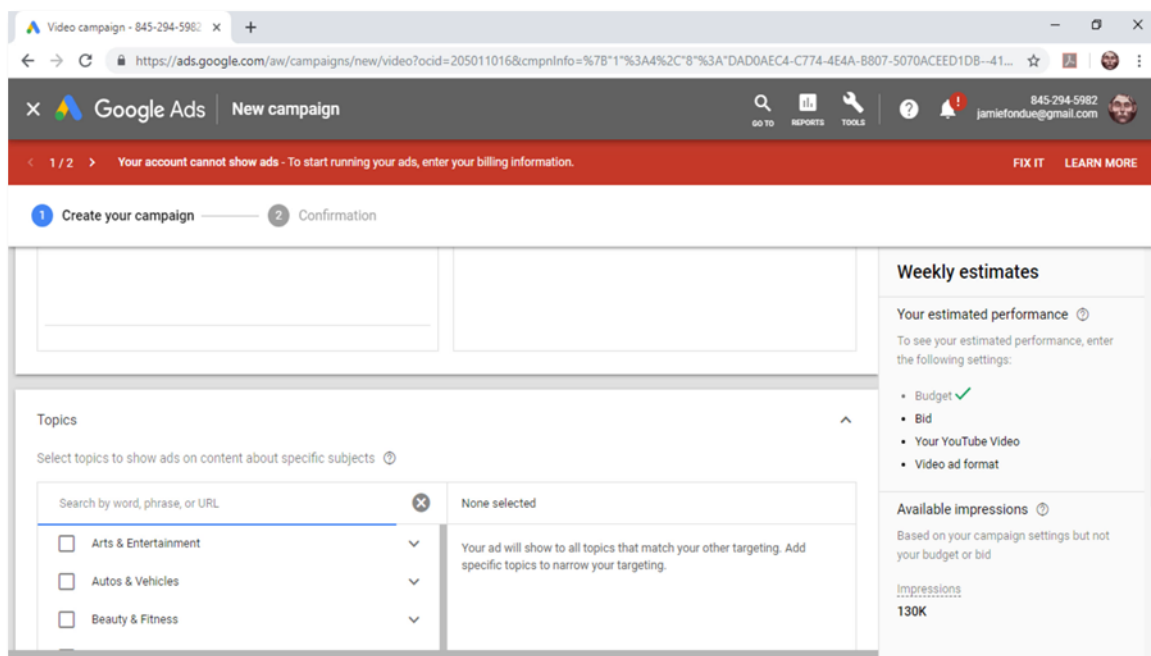 Video campaign - 845-294-5982
https://ads.google.com/aw/campaigns/new/video?ocid=205011016&cmpnInfo=%7B"1"%3A4%2C"8"%3A"DAD0AEC4-C774-4E4A-B807-5070ACEED1DB--41...
Google Ads New campaign
GO TO REPORTS TOOLS
845-294-5982
jamiefondue@gmail.com
1 / 2 Your account cannot show ads - To start running your ads, enter your billing information. FIX IT LEARN MORE
1 Create your campaign 2 Confirmation
Topics
Select topics to show ads on content about specific subjects
Search by word, phrase, or URL
Arts & Entertainment
Autos & Vehicles
Beauty & Fitness
None selected
Your ad will show to all topics that match your other targeting. Add
specific topics to narrow your targeting.
Weekly estimates
Your estimated performance
To see your estimated performance, enter
the following settings:
• Budget
• Bid
• Your YouTube Video
• Video ad format
Available impressions
Based on your campaign settings but not
your budget or bid
Impressions
130K